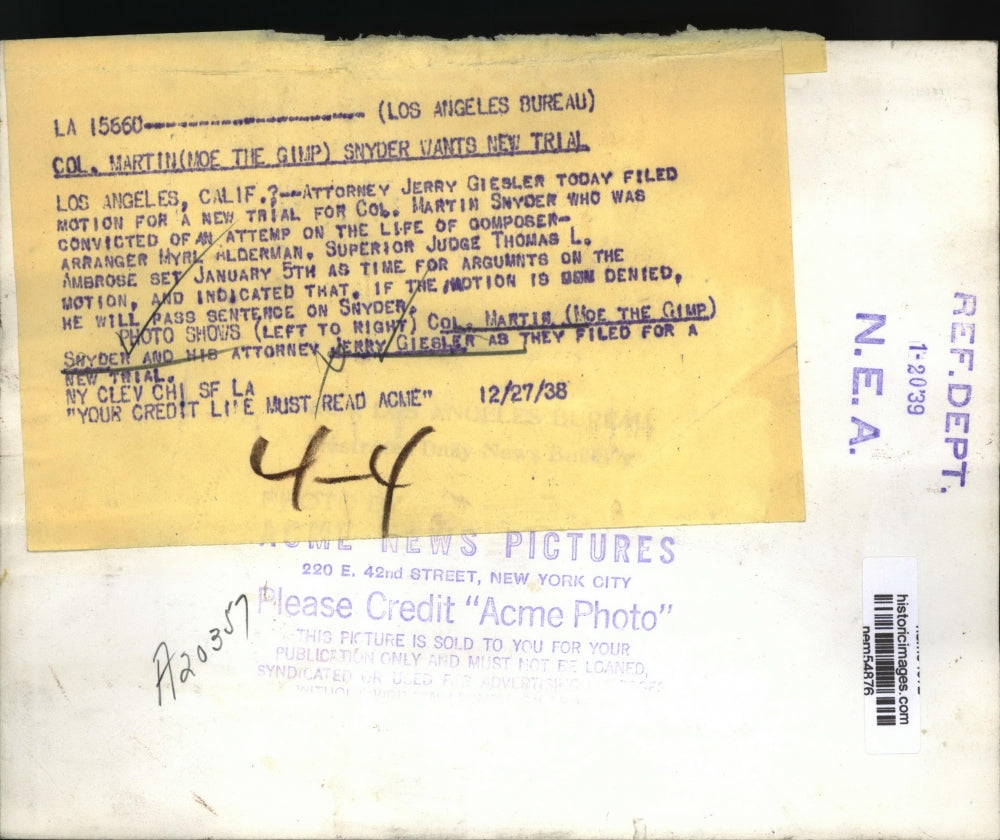 LA 15660-------------------- (LOS ANGELES BUREAU)
COL. MARTIN(MOE THE GIMP) SNYDER WANTS NEW TRIAL
LOS ANGELES, CALIF.?--ATTORNEY JERRY GIESLER TODAY FILED
MOTION FOR A NEW TRIAL FOR COL. MARTIN SNYDER WHO WAS
CONVICTED OF AN ATTEMP ON THE LIFE OF COMPOSER-
ARRANGER MYRL ALDERMAN. SUPERIOR JUDGE THOMAS L.
AMBROSE SET JANUARY 5TH AS TIME FOR ARGUMNTS ON THE
MOTION, AND INDICATED THAT, IF THE MOTION IS DENIED,
HE WILL PASS SENTENCE ON SNYDER.
PHOTO SHOWS (LEFT TO RIGHT) COL. MARTIN (MOE THE GIMP)
SNYDER AND HIS ATTORNEY JERRY GIESLER AS THEY FILED FOR A
NEW TRIAL.
NY CLEV CHI SF LA
"YOUR CREDIT LINE MUST READ ACME" 12/27/38
4-4
ACME NEWS PICTURES
220 E. 42nd STREET, NEW YORK CITY
Please Credit "Acme Photo"
THIS PICTURE IS SOLD TO YOU FOR YOUR
PUBLICATION ONLY AND MUST NOT BE LOANED,
SYNDICATED OR USED FOR ADVERTISING
A20357
REF. DEPT.
1-20'39
N.E.A.
historicimages.com
nem54876